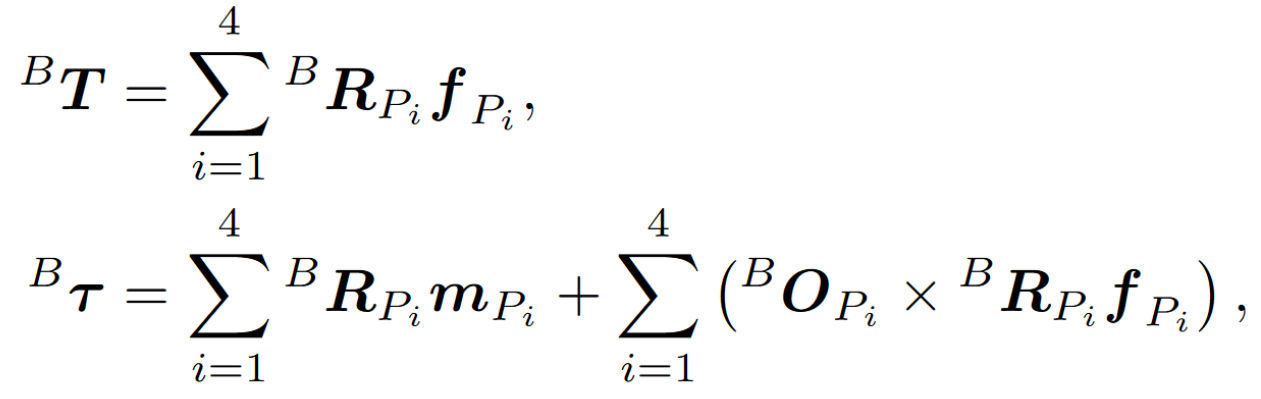 $^{B}\boldsymbol{T} = \sum_{i=1}^{4} {}^{B}\boldsymbol{R}_{P_i} \boldsymbol{f}_{P_i},$
$^{B}\boldsymbol{\tau} = \sum_{i=1}^{4} {}^{B}\boldsymbol{R}_{P_i} \boldsymbol{m}_{P_i} + \sum_{i=1}^{4} \left( {}^{B}\boldsymbol{O}_{P_i} \times {}^{B}\boldsymbol{R}_{P_i} \boldsymbol{f}_{P_i} \right),$